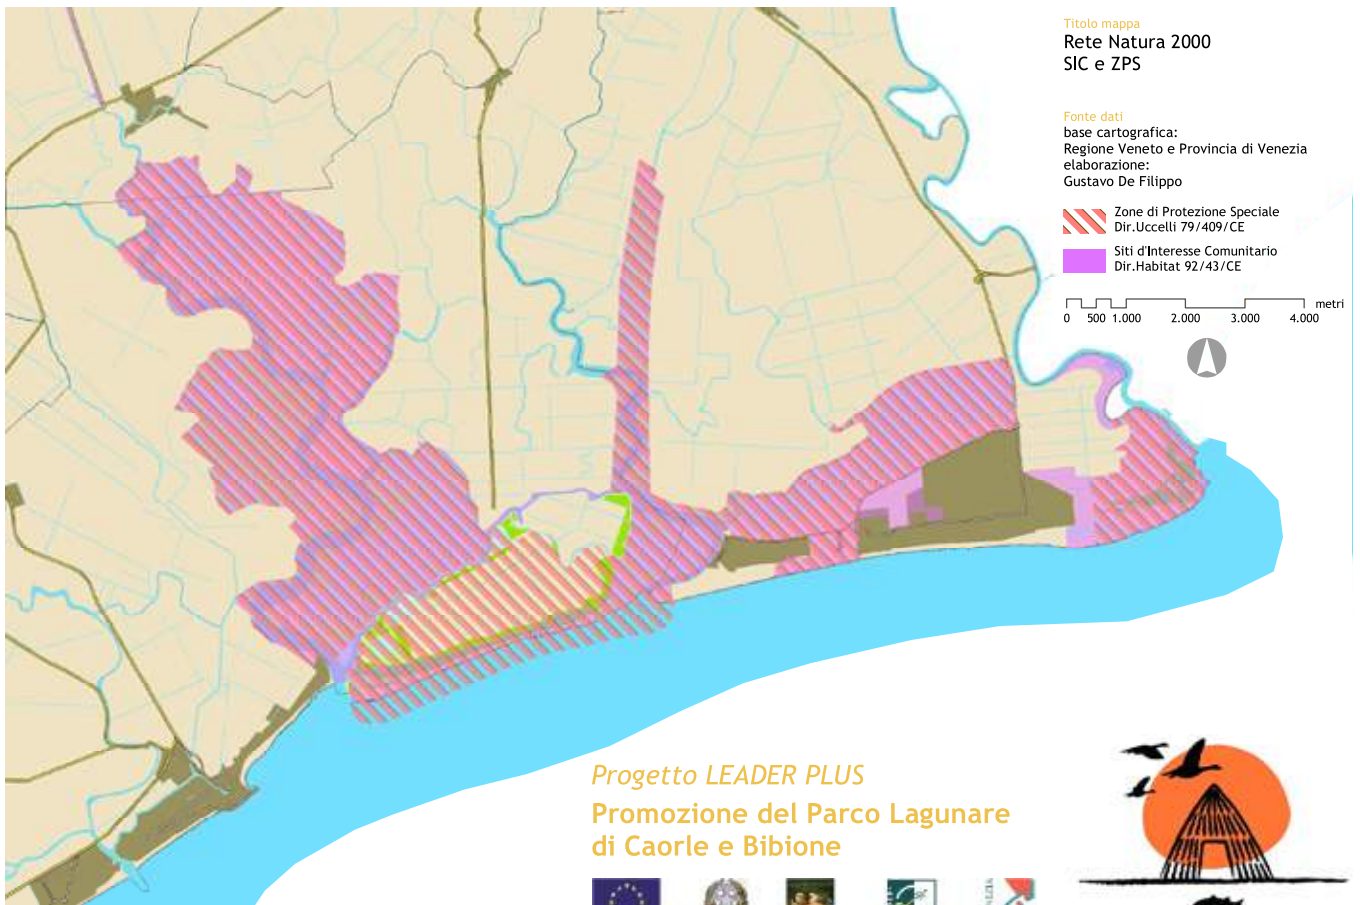 Titolo mappa
Rete Natura 2000
SIC e ZPS
Fonte dati
base cartografica:
Regione Veneto e Provincia di Venezia
elaborazione:
Gustavo De Filippo
Zone di Protezione Speciale
Dir.Uccelli 79/409/CE
Siti d'Interesse Comunitario
Dir.Habitat 92/43/CE
metri
0 500 1.000 2.000 3.000 4.000
Progetto LEADER PLUS
Promozione del Parco Lagunare
di Caorle e Bibione